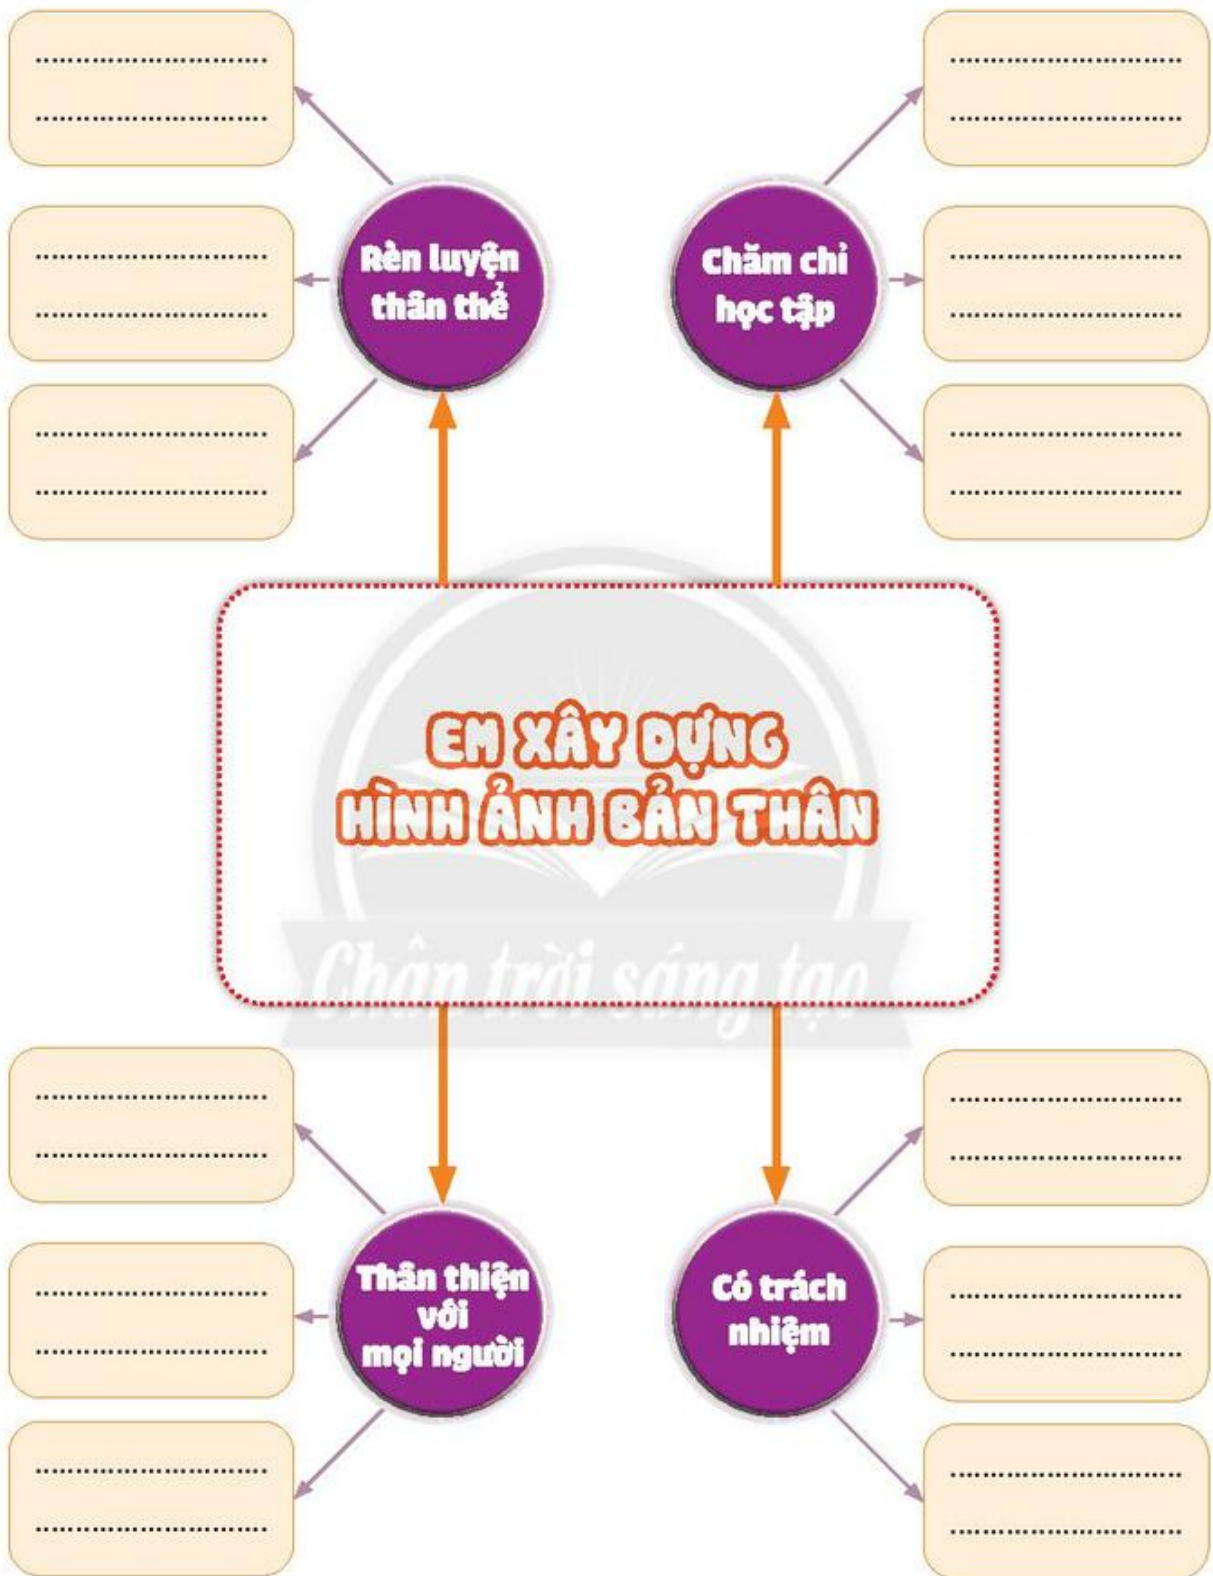 Rèn luyện
thân thể
Chăm chỉ
học tập
EM XÂY DỰNG
HÌNH ẢNH BẢN THÂN
Chân trời sáng tạo
Thân thiện
với
mọi người
Có trách
nhiệm